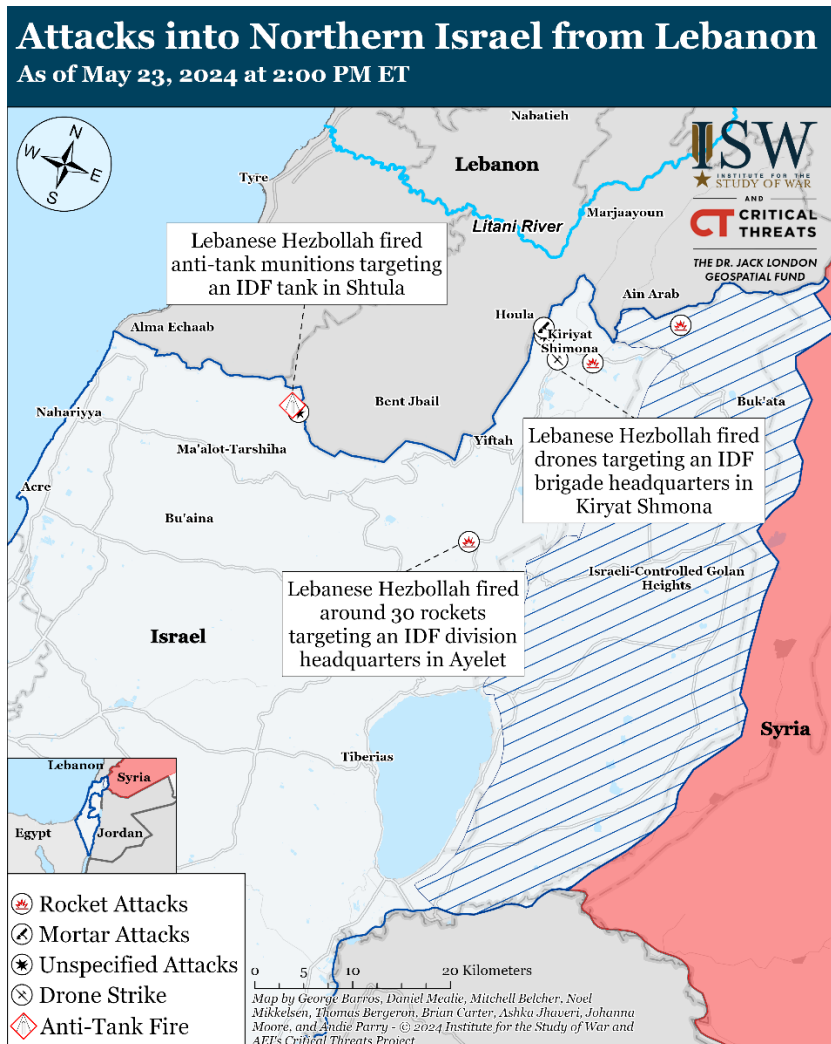 Attacks into Northern Israel from Lebanon
As of May 23, 2024 at 2:00 PM ET
N
W
E
S
Nabatieh
ISW
INSTITUTE FOR THE
STUDY OF WAR
AND
CT CRITICAL
THREATS
THE DR. JACK LONDON
GEOSPATIAL FUND
Lebanon
Tyre
Litani River
Marjaayoun
Lebanese Hezbollah fired
anti-tank munitions targeting
an IDF tank in Shtula
Ain Arab
Houla
Alma Echaab
Kiriyat
Shimona
Bent Jbail
Buk'ata
Nahariyya
Yiftah
Ma'alot-Tarshiha
Lebanese Hezbollah fired
drones targeting an IDF
brigade headquarters in
Kiryat Shmona
Acre
Bu'aina
Israeli-Controlled Golan
Heights
Lebanese Hezbollah fired
around 30 rockets
targeting an IDF division
headquarters in Ayelet
Israel
Syria
Tiberias
Lebanon
Syria
Egypt
Jordan
Rocket Attacks
Mortar Attacks
Unspecified Attacks
Drone Strike
Anti-Tank Fire
0 5 10 20 Kilometers
Map by George Barros, Daniel Mealie, Mitchell Belcher, Noel
Mikkelsen, Thomas Bergeron, Brian Carter, Ashka Jhaveri, Johanna
Moore, and Andie Parry - © 2024 Institute for the Study of War and
AEI's Critical Threats Project